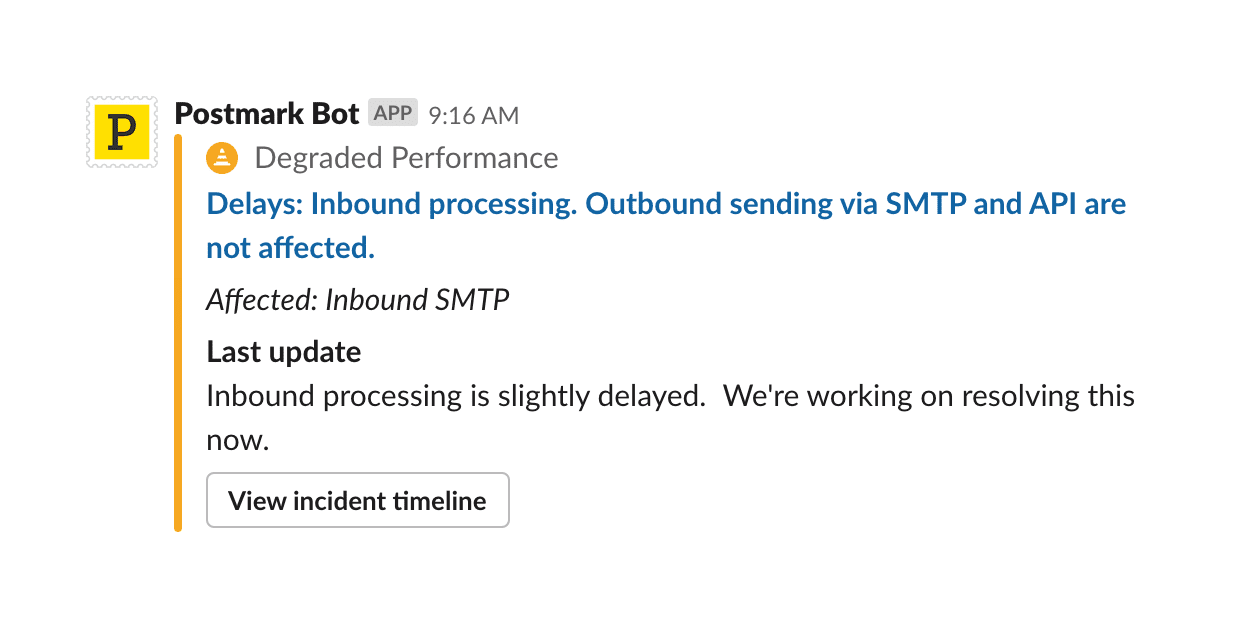 P
Postmark Bot APP 9:16 AM
Degraded Performance
Delays: Inbound processing. Outbound sending via SMTP and API are
not affected.
Affected: Inbound SMTP
Last update
Inbound processing is slightly delayed.  We're working on resolving this
now.
View incident timeline